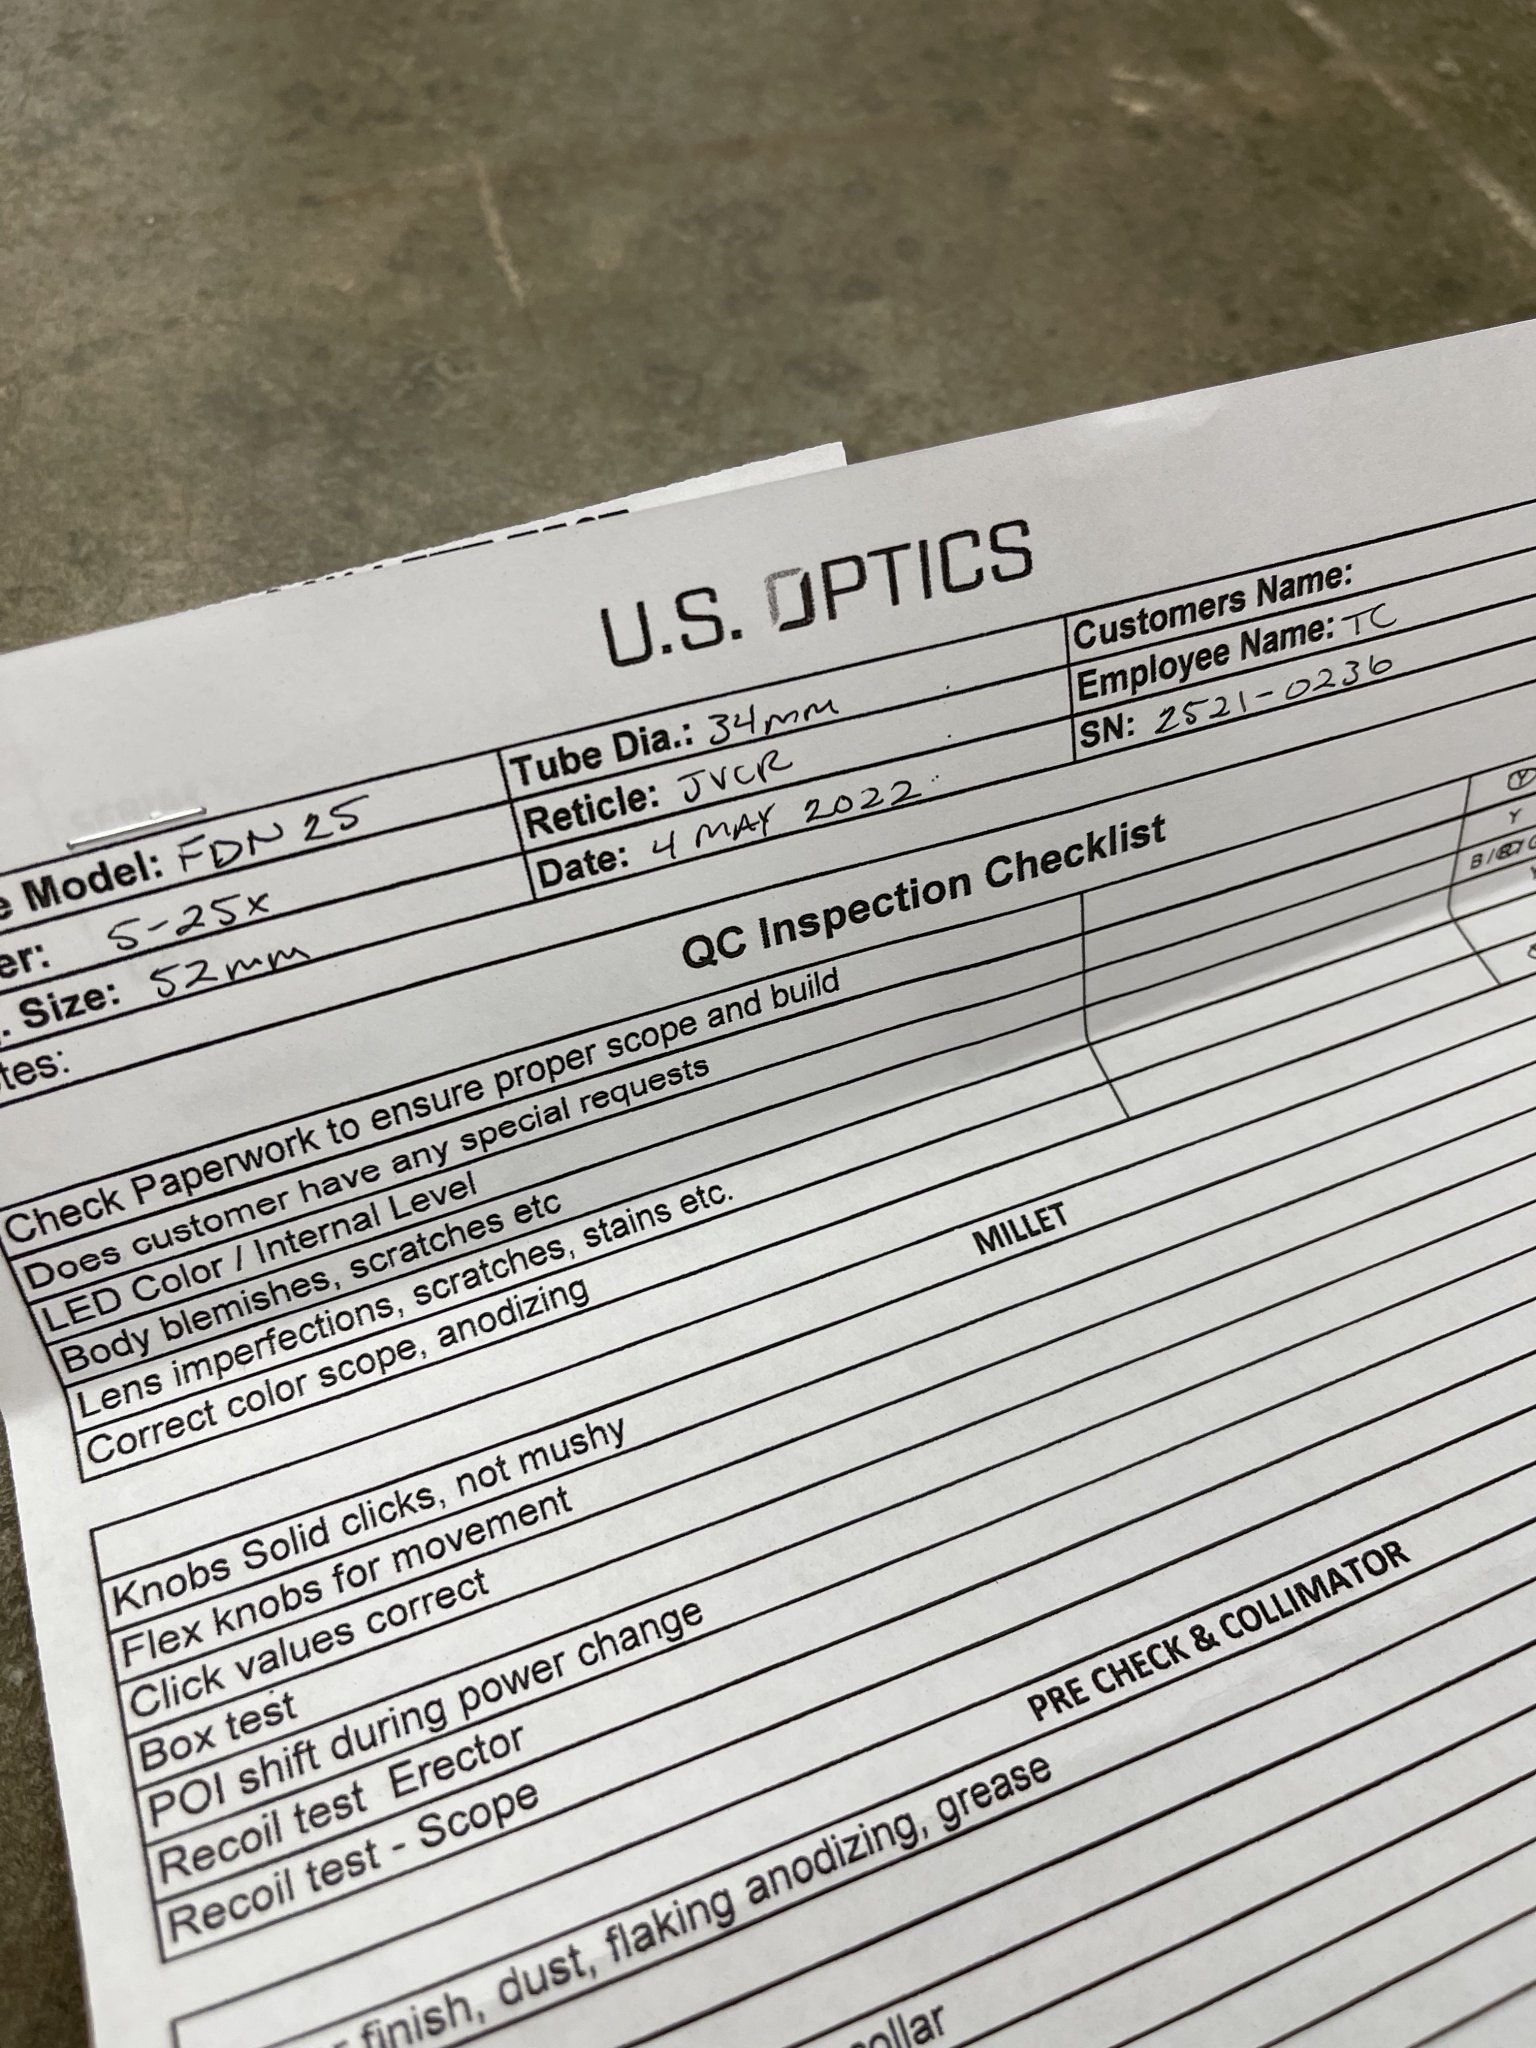 U.S. OPTICS
Customers Name:
Tube Dia.: 34mm Employee Name: TC
Model: FDN 25 Reticle: JVCR SN: 2521-0236
5-25x Date: 4 MAY 2022
Size: 52mm
QC Inspection Checklist
Check Paperwork to ensure proper scope and build
Does customer have any special requests
LED Color / Internal Level
Body blemishes, scratches etc
Lens imperfections, scratches, stains etc.
Correct color scope, anodizing
MILLET
Knobs Solid clicks, not mushy
Flex knobs for movement
Click values correct
Box test
POI shift during power change
Recoil test Erector
Recoil test - Scope
PRE CHECK & COLLIMATOR
finish, dust, flaking anodizing, grease